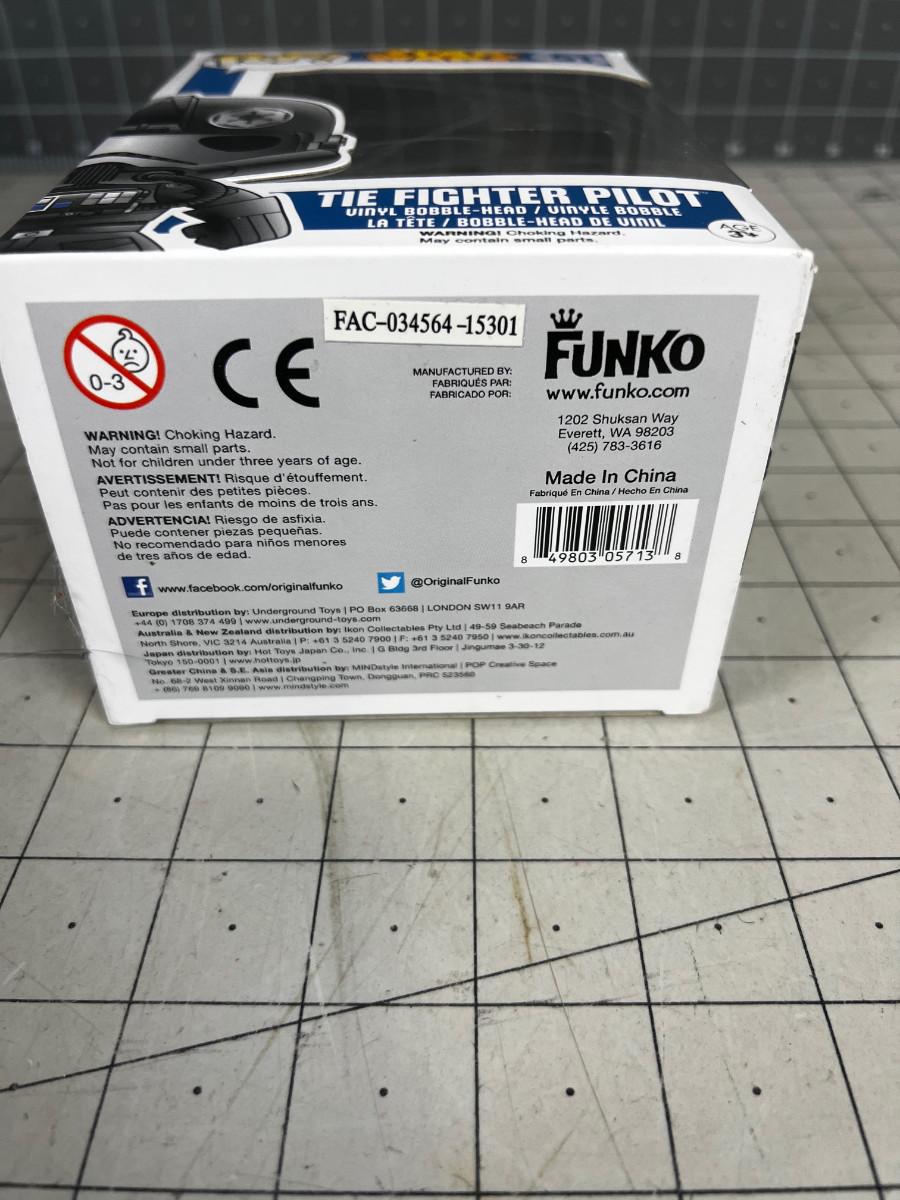 TIE FIGHTER PILOT™
VINYL BOBBLE-HEAD / VINYLE BOBBLE
LA TÊTE / BOBBLE-HEAD DE VINIL
WARNING! Choking Hazard.
May contain small parts.
AGE
3+
0-3
CE
FAC-034564-15301
MANUFACTURED BY:
FABRIQUÉS PAR:
FABRICADO POR:
FUNKO
www.funko.com
1202 Shuksan Way
Everett, WA 98203
(425) 783-3616
Made In China
Fabriqué En China / Hecho En China
8 49803 05713 8
WARNING! Choking Hazard.
May contain small parts.
Not for children under three years of age.
AVERTISSEMENT! Risque d'étouffement.
Peut contenir des petites pièces.
Pas pour les enfants de moins de trois ans.
ADVERTENCIA! Riesgo de asfixia.
Puede contener piezas pequeñas.
No recomendado para niños menores
de tres años de edad.
f www.facebook.com/originalfunko
@OriginalFunko
Europe distribution by: Underground Toys | PO Box 63668 | LONDON SW11 9AR
+44 (0) 1708 374 499 | www.underground-toys.com
Australia & New Zealand distribution by: Ikon Collectables Pty Ltd | 49-59 Seabeach Parade
North Shore, VIC 3214 Australia | P: +61 3 5240 7900 | F: +61 3 5240 7950 | www.ikoncollectables.com.au
Japan distribution by: Hot Toys Japan Co., Inc. | G Bldg 3rd Floor | Jingumae 3-30-12
Tokyo 150-0001 | www.hottoys.jp
Greater China & S.E. Asia distribution by: MINDstyle International | POP Creative Space
No. 68-2 West Xinnan Road | Changping Town, Dongguan, PRC 523560
+ (86) 769 8109 9090 | www.mindstyle.com